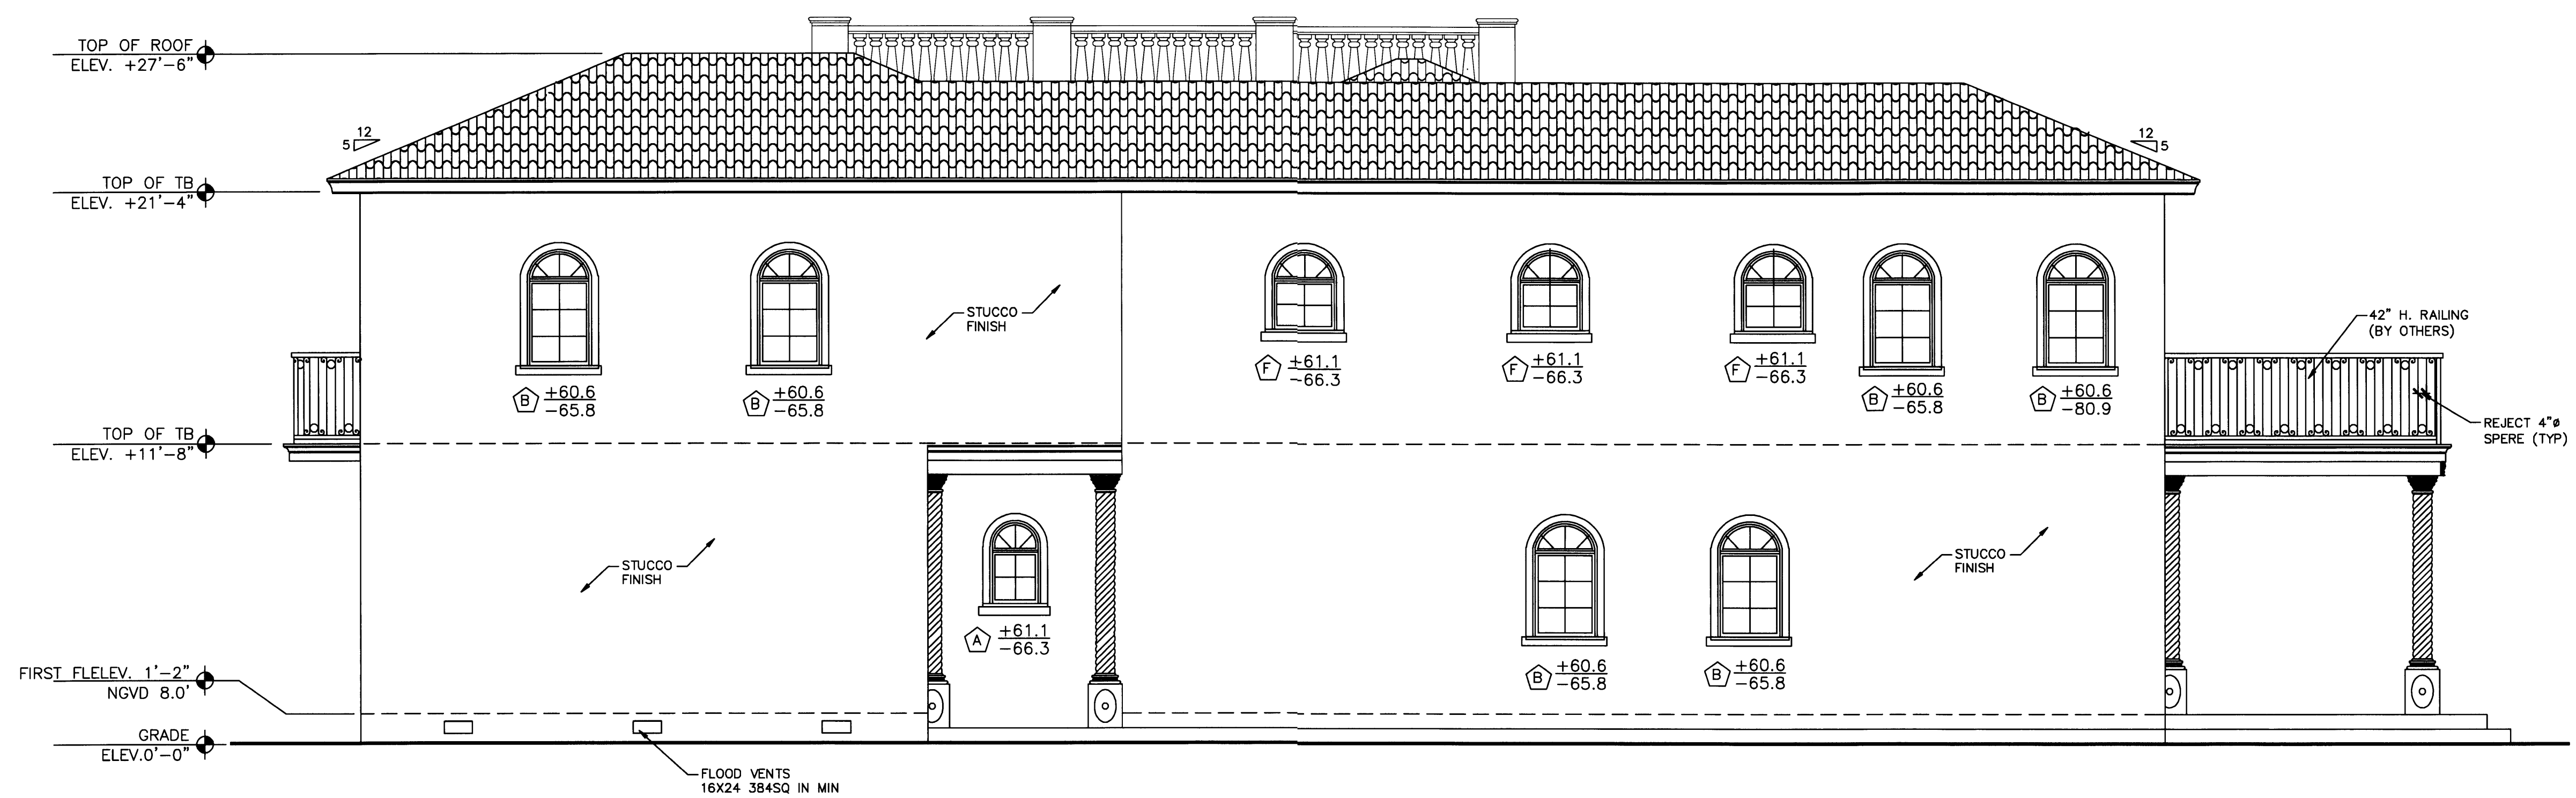 TOP OF ROOF
ELEV. +27'-6"
12
5
12
5
TOP OF TB
ELEV. +21'-4"
STUCCO
FINISH
42" H. RAILING
(BY OTHERS)
F +61.1
-66.3
F +61.1
-66.3
F +61.1
-66.3
B +60.6
-65.8
B +60.6
-65.8
B +60.6
-65.8
B +60.6
-80.9
REJECT 4"ø
SPERE (TYP)
TOP OF TB
ELEV. +11'-8"
STUCCO
FINISH
STUCCO
FINISH
A +61.1
-66.3
B +60.6
-65.8
B +60.6
-65.8
FIRST FLELEV. 1'-2"
NGVD 8.0'
GRADE
ELEV.0'-0"
FLOOD VENTS
16X24 384SQ IN MIN